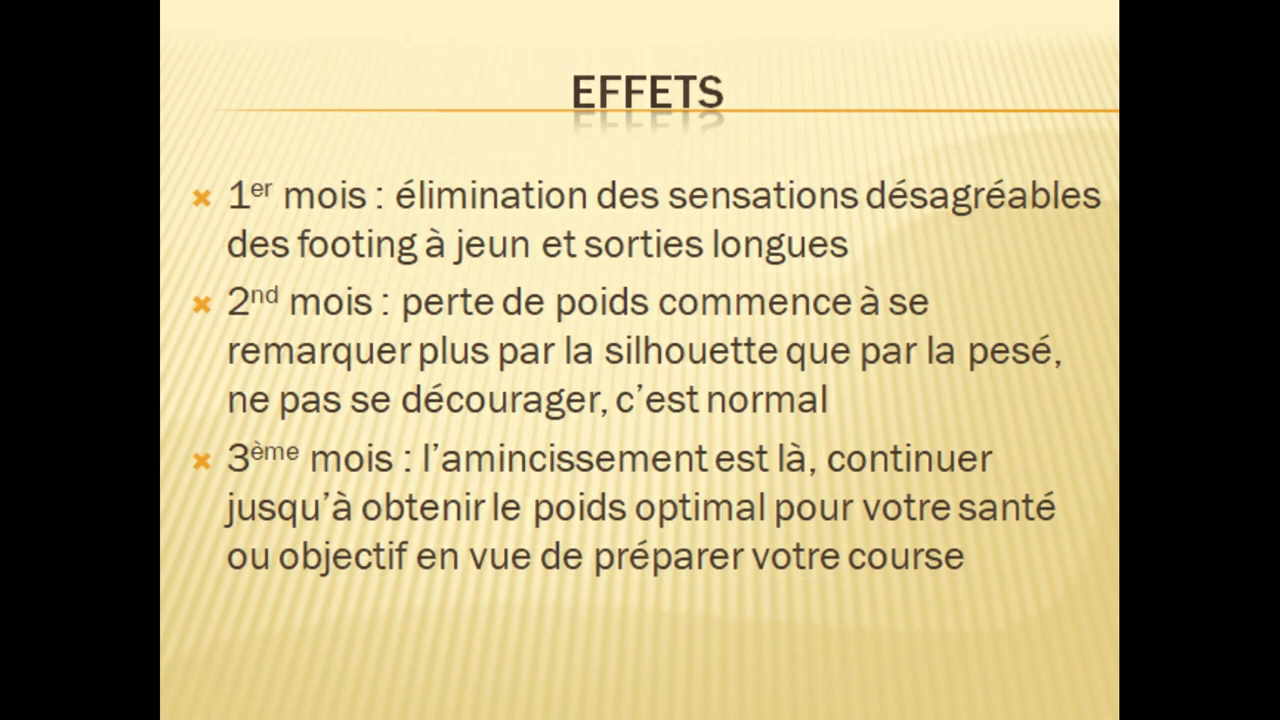 EFFETS
1er mois : élimination des sensations désagréables
des footing à jeun et sorties longues
2nd mois : perte de poids commence à se
remarquer plus par la silhouette que par la pesé,
ne pas se décourager, c’est normal
3ème mois : l’amincissement est là, continuer
jusqu’à obtenir le poids optimal pour votre santé
ou objectif en vue de préparer votre course